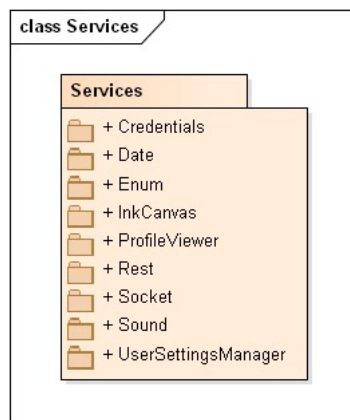 class Services
Services
+ Credentials
+ Date
+ Enum
+ InkCanvas
+ ProfileViewer
+ Rest
+ Socket
+ Sound
+ UserSettingsManager